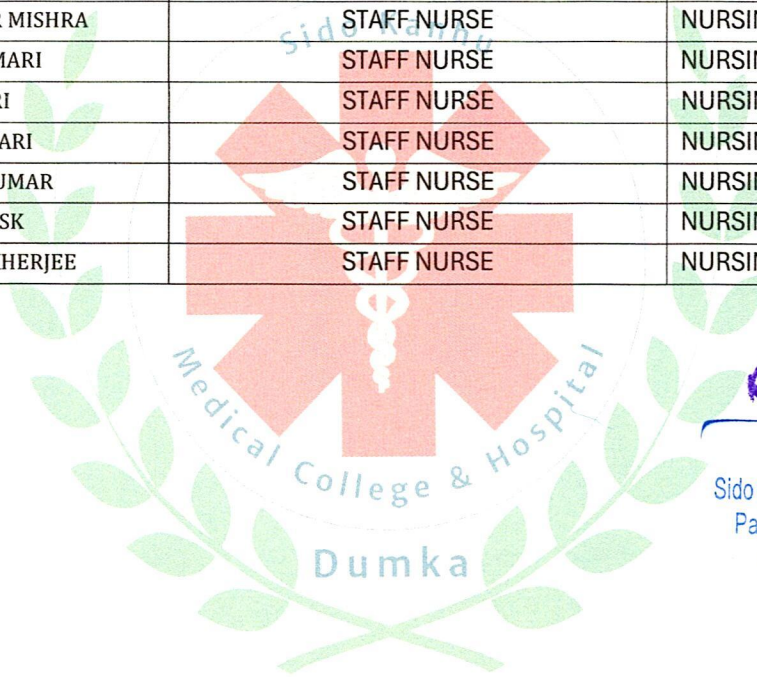 R MISHRA STAFF NURSE NURSIN
MARI STAFF NURSE NURSIN
RI STAFF NURSE NURSIN
ARI STAFF NURSE NURSIN
UMAR STAFF NURSE NURSIN
SK STAFF NURSE NURSIN
HERJEE STAFF NURSE NURSIN
Sido Kanhu
Medical College & Hospital
Dumka
Sido
Pa